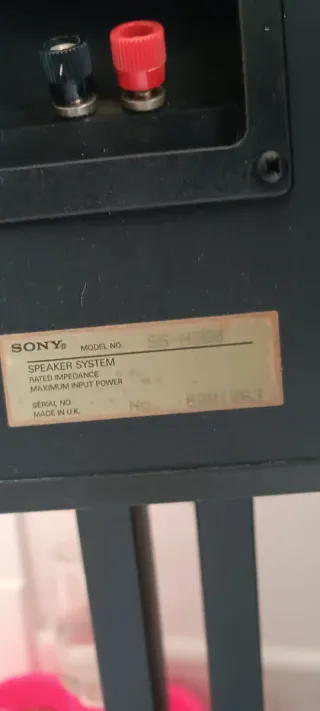 SONY® MODEL NO.
SPEAKER SYSTEM
RATED IMPEDANCE
MAXIMUM INPUT POWER
SERIAL NO
MADE IN U.K.
No.